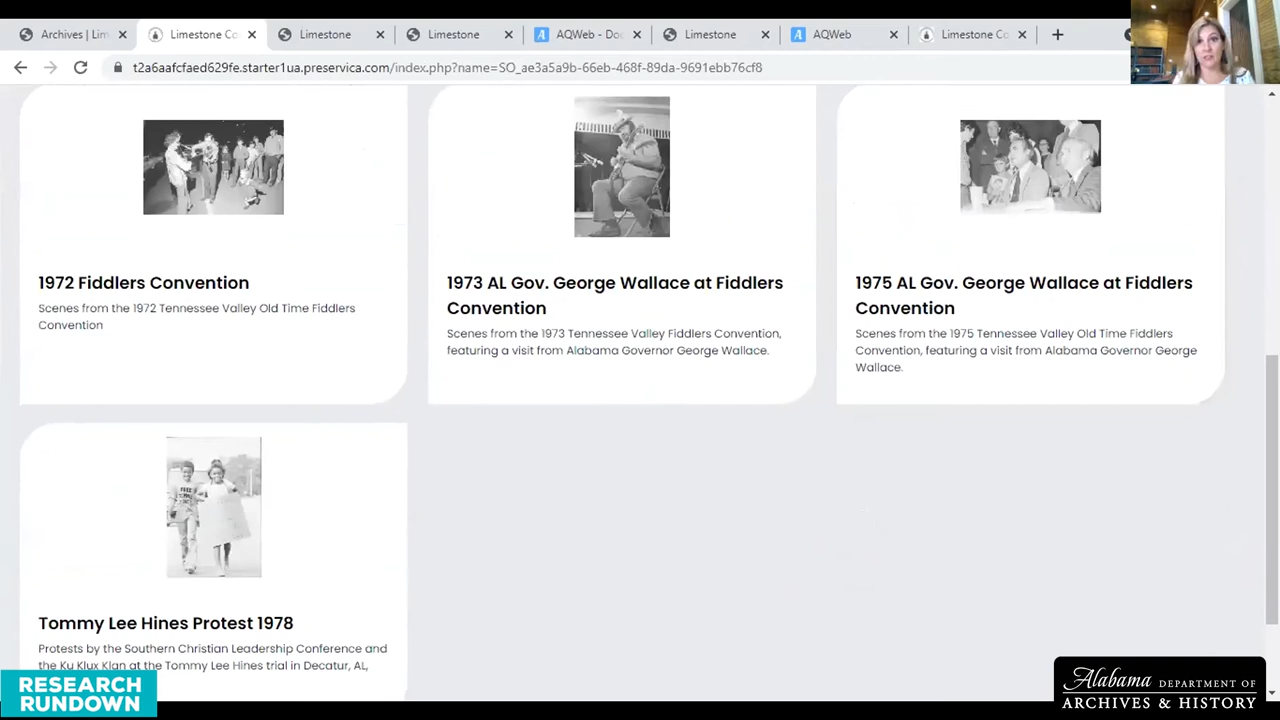 Archives | Lim
Limestone Co
Limestone
Limestone
AQWeb - Doc
Limestone
AQWeb
Limestone Co
t2a6aafcfaed629fe.starter1ua.preservica.com/index.php?name=SO_ae3a5a9b-66eb-468f-89da-9691ebb76cf8
1972 Fiddlers Convention
Scenes from the 1972 Tennessee Valley Old Time Fiddlers
Convention
1973 AL Gov. George Wallace at Fiddlers
Convention
Scenes from the 1973 Tennessee Valley Fiddlers Convention,
featuring a visit from Alabama Governor George Wallace.
1975 AL Gov. George Wallace at Fiddlers
Convention
Scenes from the 1975 Tennessee Valley Old Time Fiddlers
Convention, featuring a visit from Alabama Governor George
Wallace.
Tommy Lee Hines Protest 1978
Protests by the Southern Christian Leadership Conference and
the Ku Klux Klan at the Tommy Lee Hines trial in Decatur, AL,
RESEARCH
RUNDOWN
Alabama DEPARTMENT OF
ARCHIVES & HISTORY